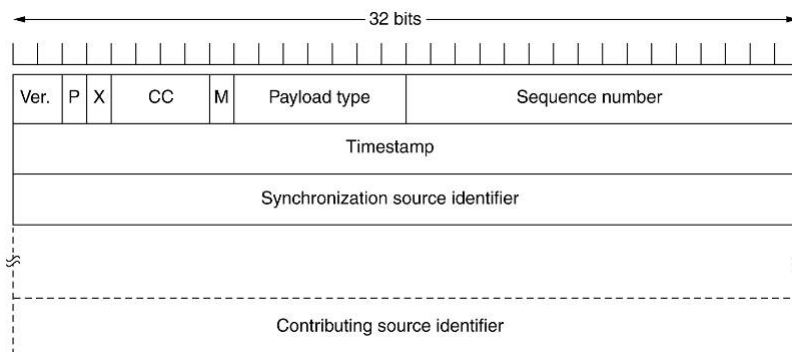 32 bits
Ver. P X CC M Payload type Sequence number
Timestamp
Synchronization source identifier
Contributing source identifier